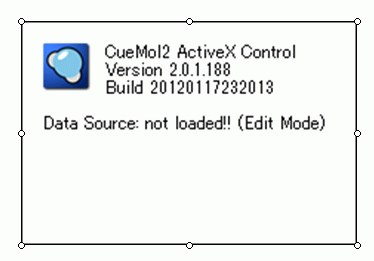 CueMol2 ActiveX Control
Version 2.0.1.188
Build 20120117232013
Data Source: not loaded!! (Edit Mode)